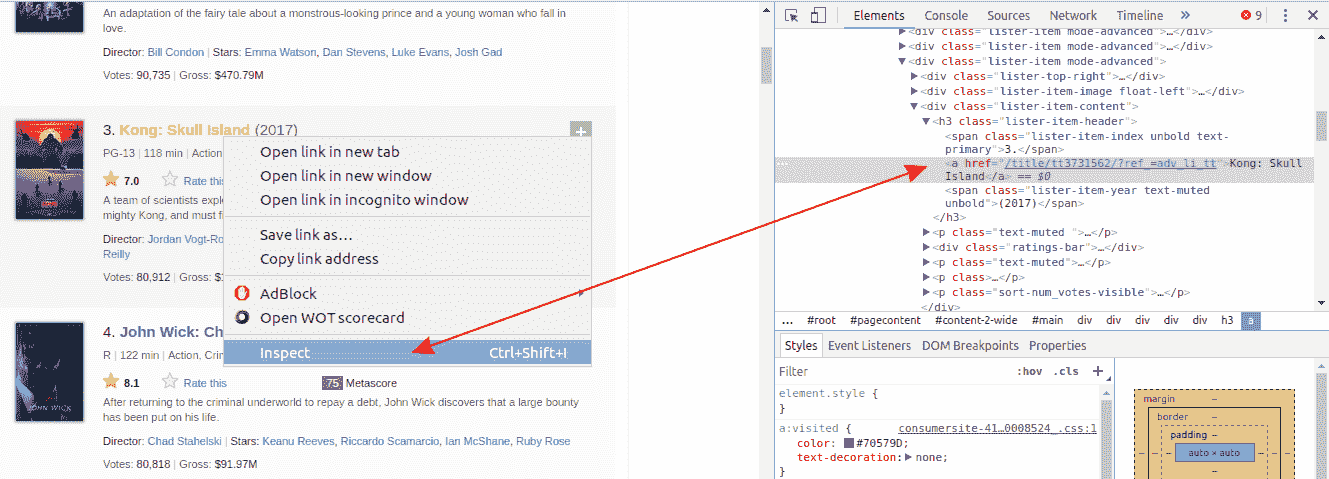 An adaptation of the fairy tale about a monstrous-looking prince and a young woman who fall in
love.
Director: Bill Condon | Stars: Emma Watson, Dan Stevens, Luke Evans, Josh Gad
Votes: 90,735 | Gross: $470.79M
3. Kong: Skull Island (2017)
PG-13 | 118 min | Action
7.0 Rate this
A team of scientists expl
mighty Kong, and must fi
Director: Jordan Vogt-Ro
Reilly
Votes: 80,912 | Gross: $
Open link in new tab
Open link in new window
Open link in incognito window
Save link as...
Copy link address
AdBlock
Open WOT scorecard
Inspect Ctrl+Shift+I
4. John Wick: Ch
R | 122 min | Action, Crim
8.1 Rate this 75 Metascore
After returning to the criminal underworld to repay a debt, John Wick discovers that a large bounty
has been put on his life.
Director: Chad Stahelski | Stars: Keanu Reeves, Riccardo Scamarcio, Ian McShane, Ruby Rose
Votes: 80,818 | Gross: $91.97M
JOHN WICK
Elements Console Sources Network Timeline » 9
<div class="lister-item mode-advanced">…</div>
<div class="lister-item mode-advanced">…</div>
<div class="lister-item mode-advanced">
<div class="lister-top-right">…</div>
<div class="lister-item-image float-left">…</div>
<div class="lister-item-content">
<h3 class="lister-item-header">
<span class="lister-item-index unbold text-
primary">3.</span>
<a href="/title/tt3731562/?ref_=adv_li_tt">Kong: Skull
Island</a> == $0
<span class="lister-item-year text-muted
unbold">(2017)</span>
</h3>
<p class="text-muted ">…</p>
<div class="ratings-bar">…</div>
<p class="text-muted">…</p>
<p class>…</p>
<p class="sort-num_votes-visible">…</p>
</div>
... #root #pagecontent #content-2-wide #main div div div div div h3 a
Styles Event Listeners DOM Breakpoints Properties
Filter :hov .cls +
element.style {
}
a:visited { consumersite-41…0008524_.css:1
color: #70579D;
text-decoration: none;
}
margin –
border –
padding –
auto × auto